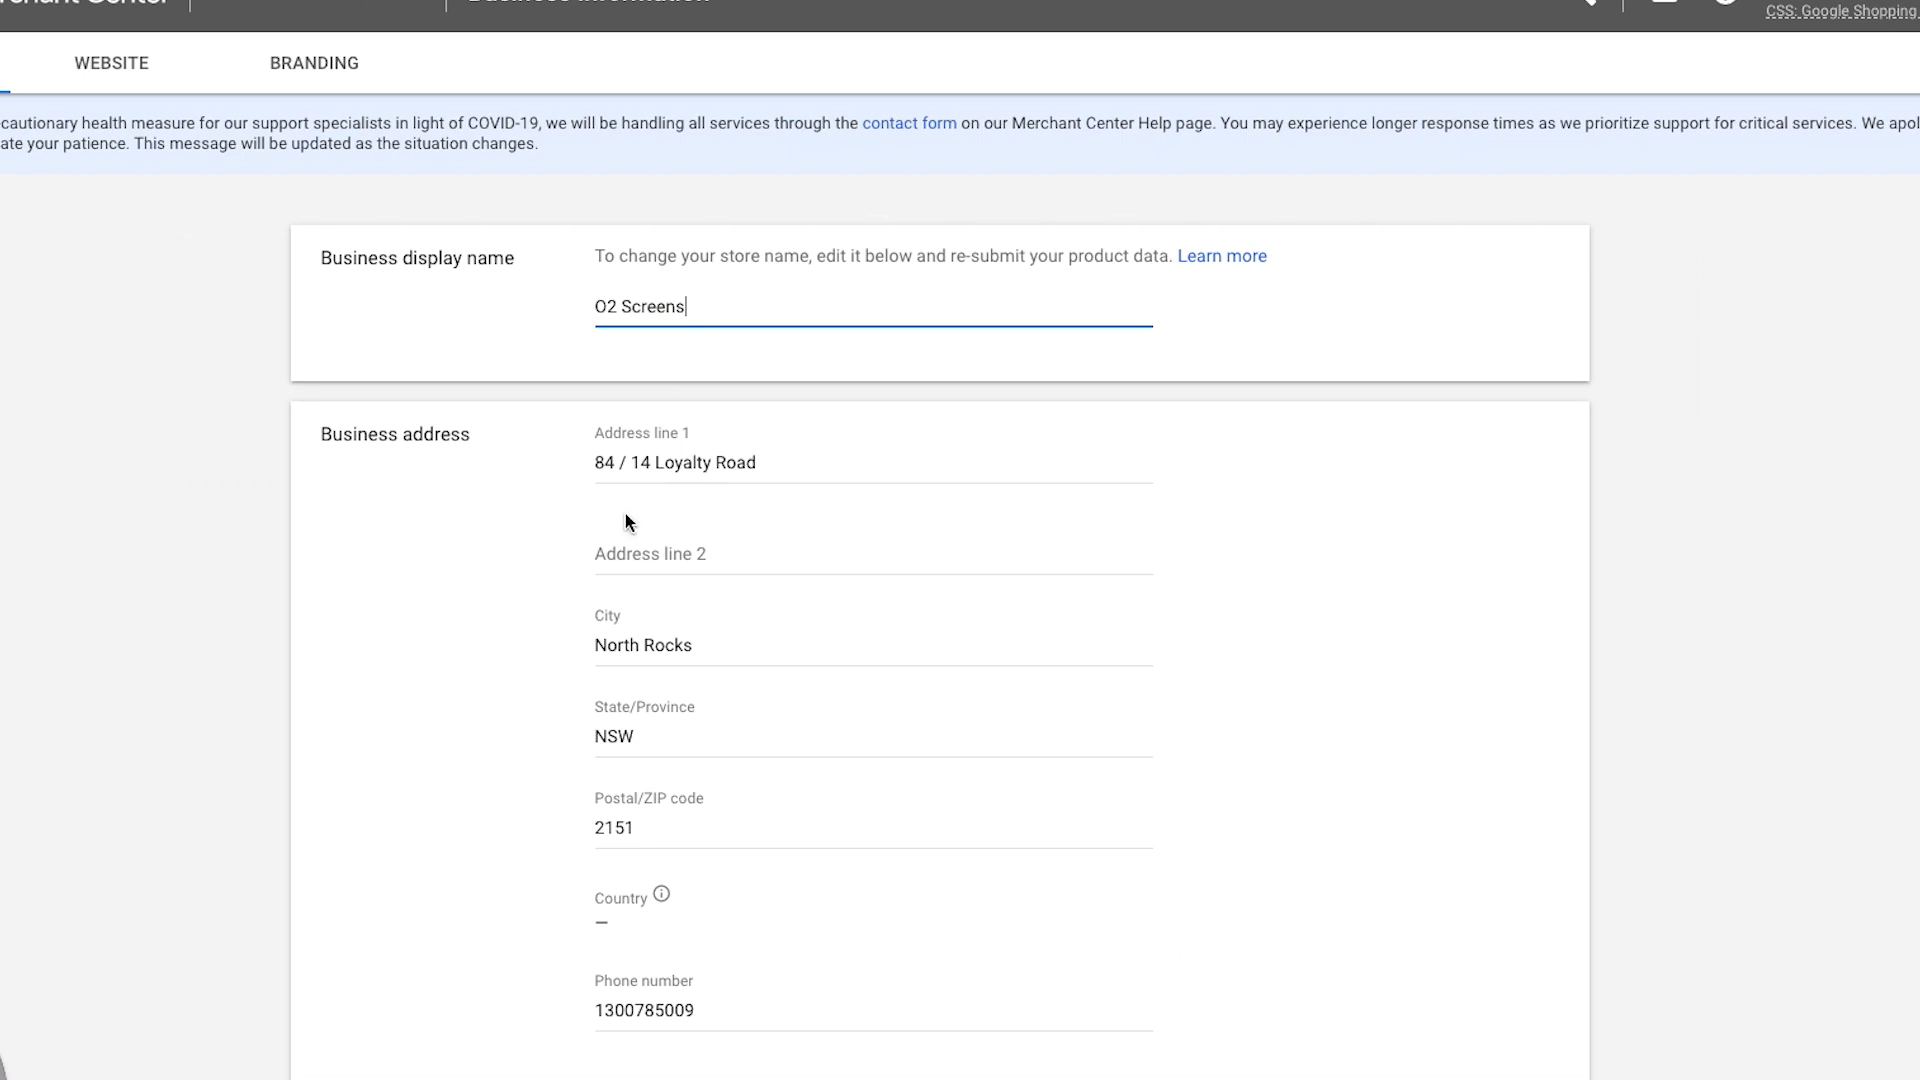 CSS: Google Shopping
WEBSITE
BRANDING
cautionary health measure for our support specialists in light of COVID-19, we will be handling all services through the contact form on our Merchant Center Help page. You may experience longer response times as we prioritize support for critical services. We apol
ate your patience. This message will be updated as the situation changes.
Business display name
To change your store name, edit it below and re-submit your product data. Learn more
O2 Screens
Business address
Address line 1
84 / 14 Loyalty Road
Address line 2
City
North Rocks
State/Province
NSW
Postal/ZIP code
2151
Country
—
Phone number
1300785009